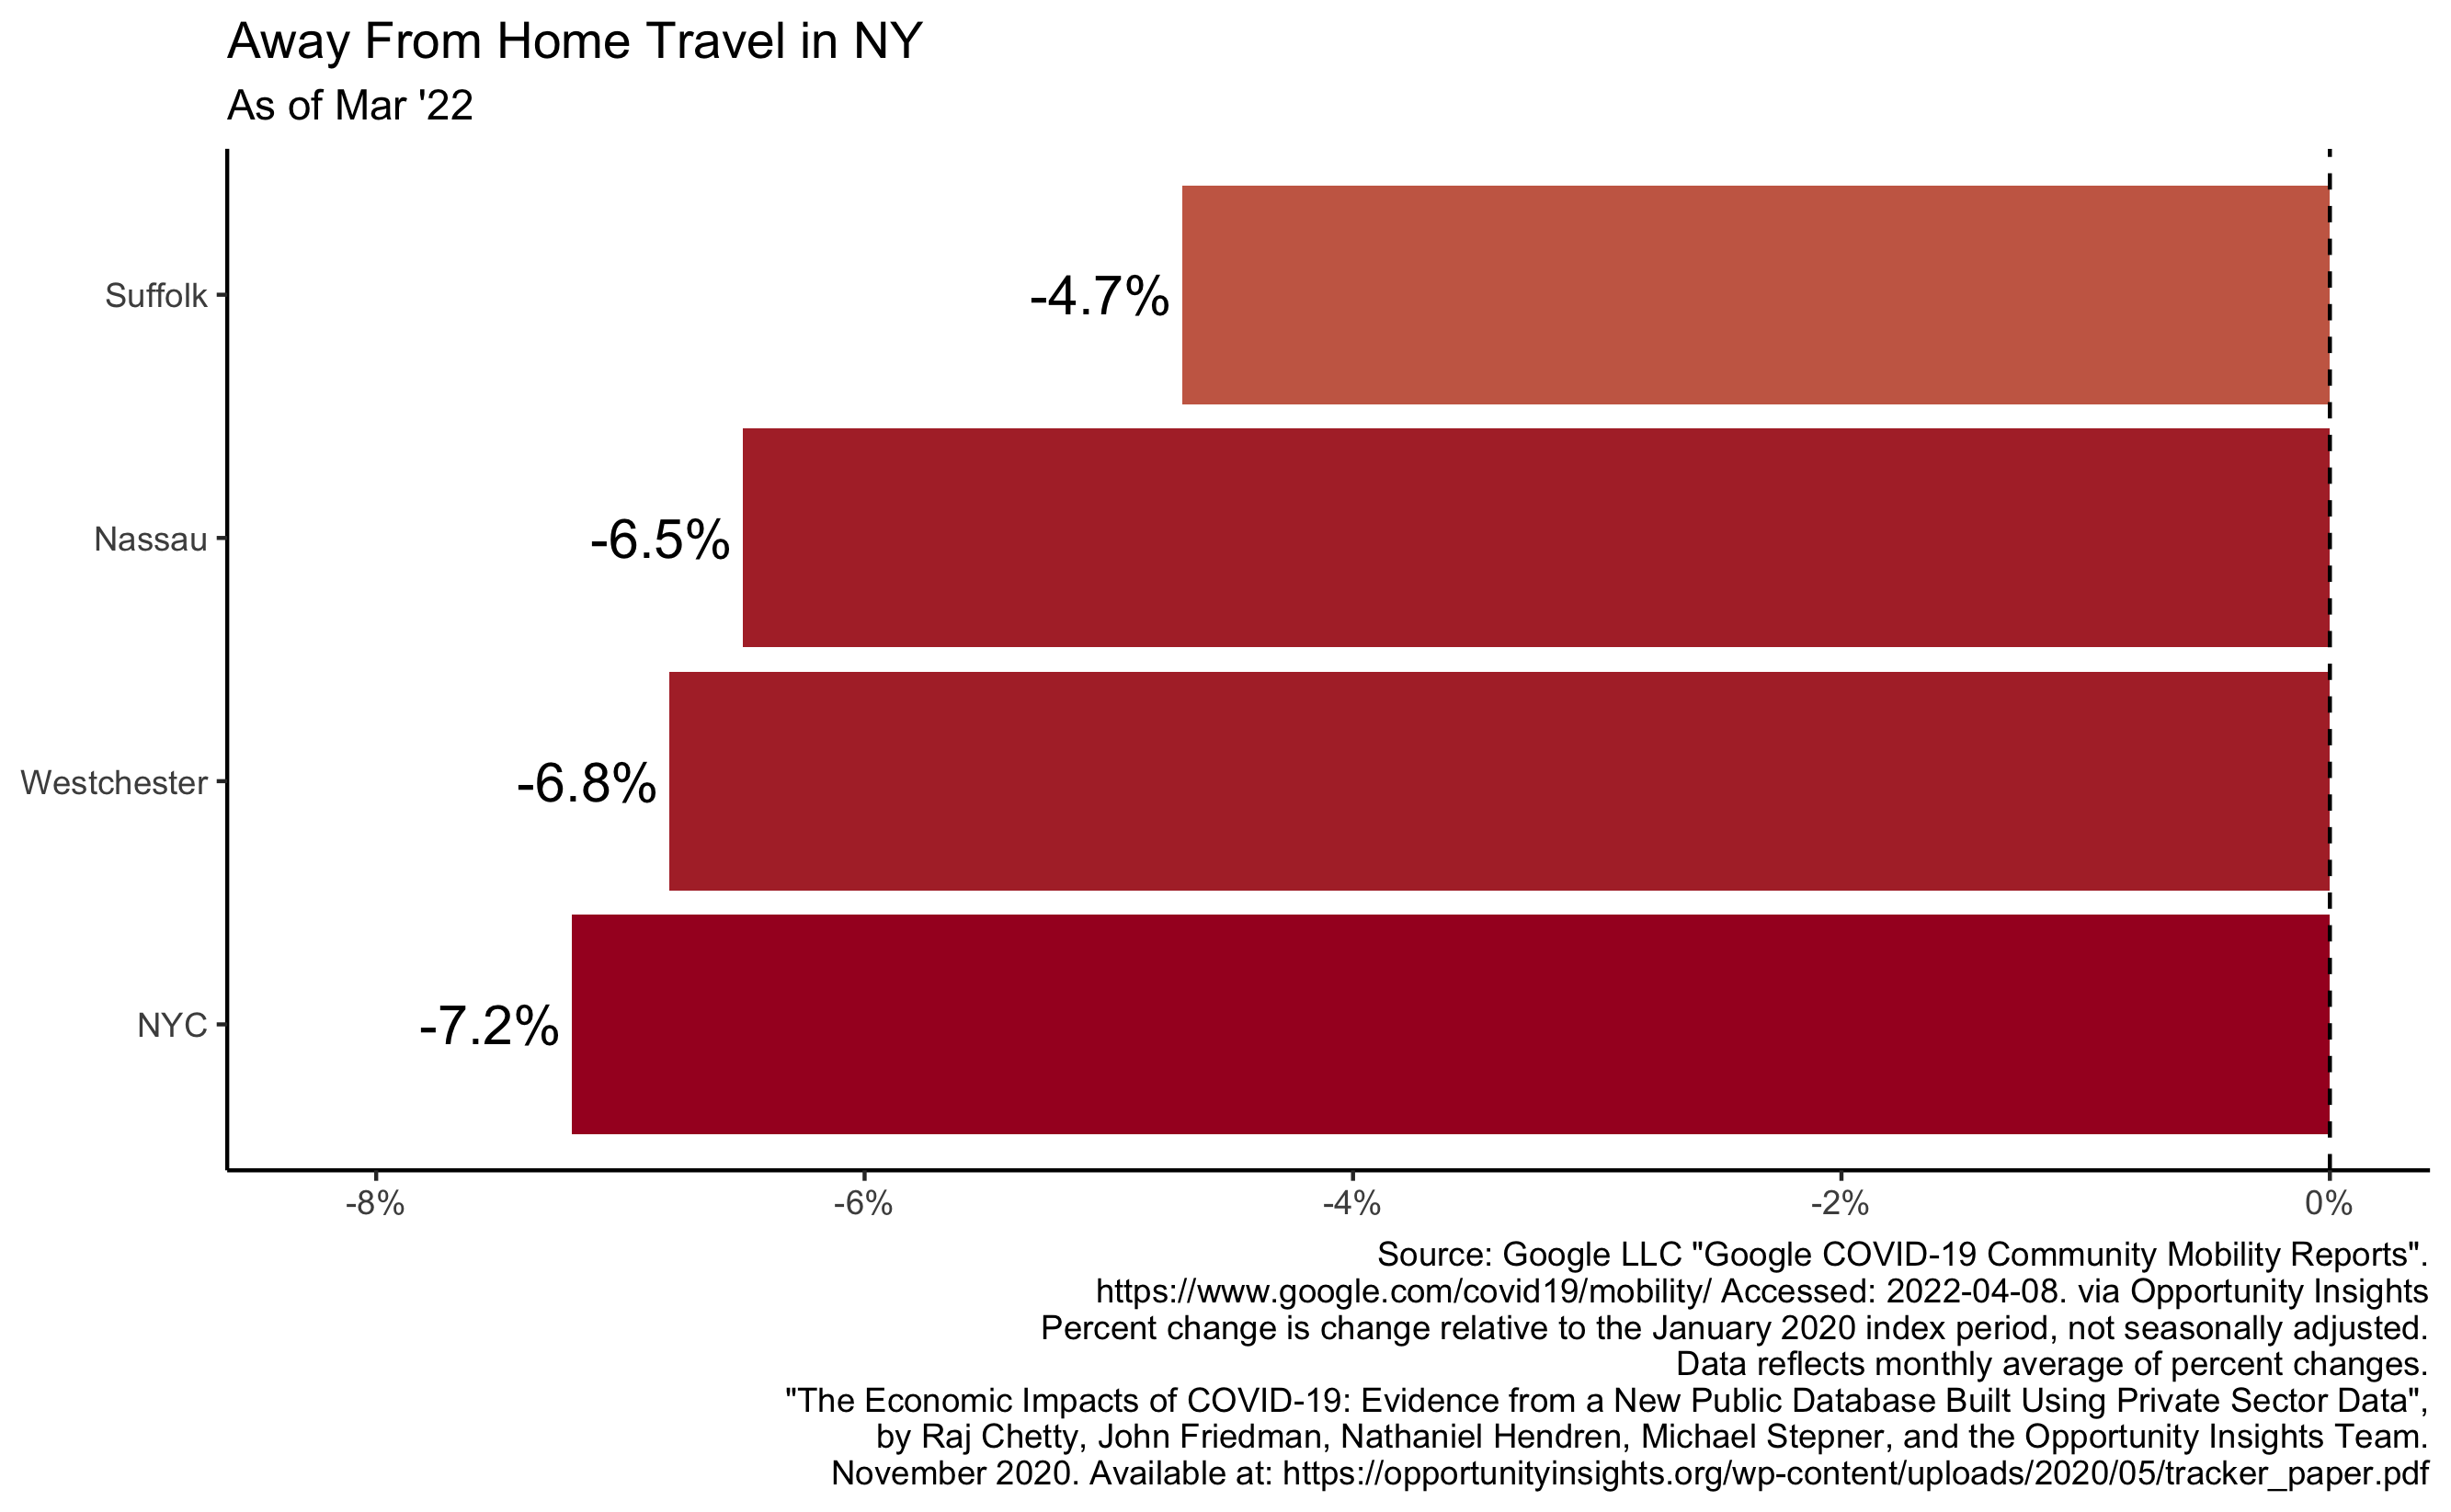 Away From Home Travel in NY
As of Mar '22
Suffolk
-4.7%
Nassau
-6.5%
Westchester
-6.8%
NYC
-7.2%
-8%
-6%
-4%
-2%
0%
Source: Google LLC "Google COVID-19 Community Mobility Reports".
https://www.google.com/covid19/mobility/ Accessed: 2022-04-08. via Opportunity Insights
Percent change is change relative to the January 2020 index period, not seasonally adjusted.
Data reflects monthly average of percent changes.
"The Economic Impacts of COVID-19: Evidence from a New Public Database Built Using Private Sector Data",
by Raj Chetty, John Friedman, Nathaniel Hendren, Michael Stepner, and the Opportunity Insights Team.
November 2020. Available at: https://opportunityinsights.org/wp-content/uploads/2020/05/tracker_paper.pdf